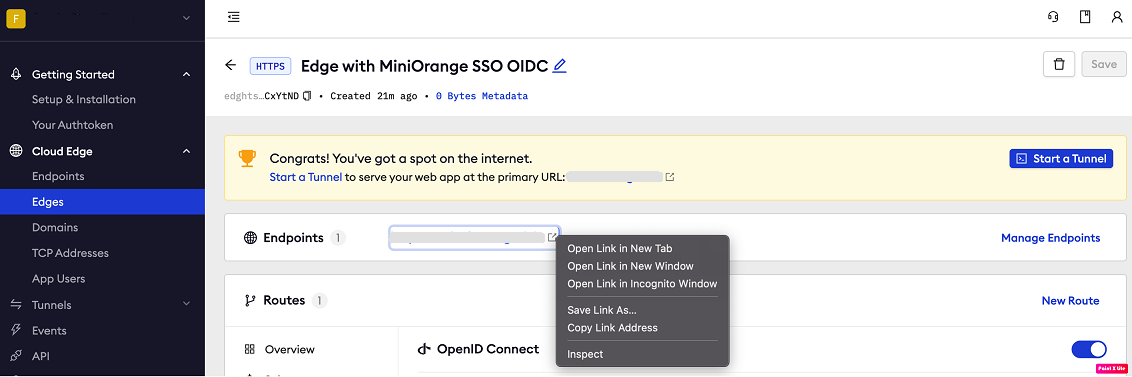 F
HTTPS Edge with MiniOrange SSO OIDC
Save
edghts…CxYtND • Created 21m ago • 0 Bytes Metadata
Getting Started
Setup & Installation
Your Authtoken
Cloud Edge
Endpoints
Edges
Domains
TCP Addresses
App Users
Tunnels
Events
API
Congrats! You've got a spot on the internet.
Start a Tunnel to serve your web app at the primary URL:
Start a Tunnel
Endpoints 1
Manage Endpoints
Open Link in New Tab
Open Link in New Window
Open Link in Incognito Window
Save Link As...
Copy Link Address
Inspect
Routes 1
New Route
Overview
OpenID Connect
Paint X lite